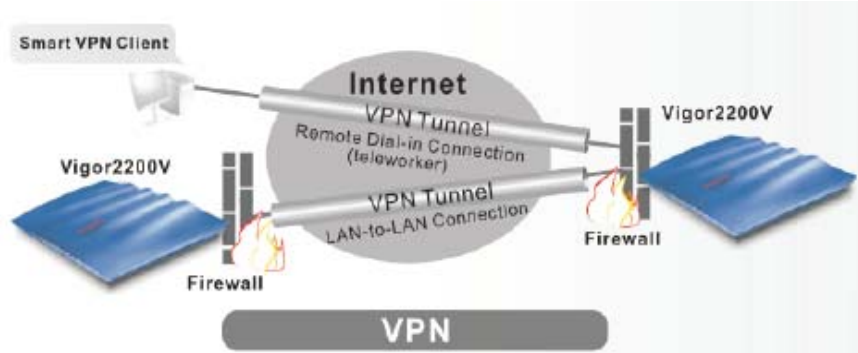 Smart VPN Client
Internet
VPN Tunnel
Remote Dial-in Connection
(teleworker)
Vigor2200V
Vigor2200V
VPN Tunnel
LAN-to-LAN Connection
Firewall
Firewall
VPN